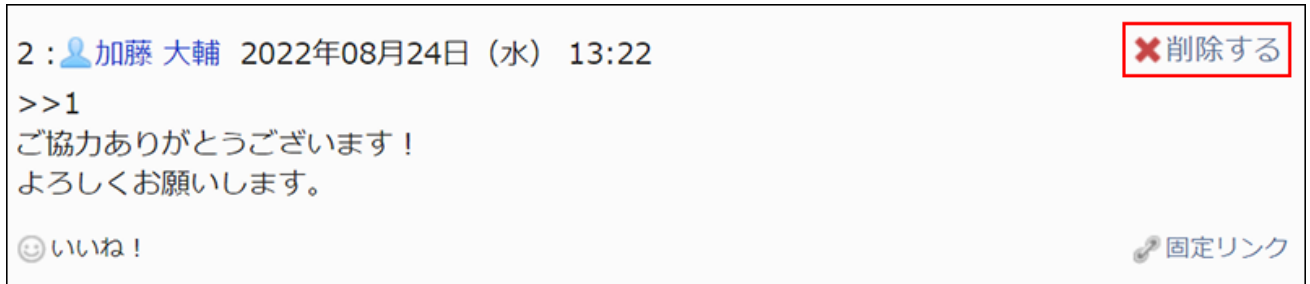 2：加藤 大輔 2022年08月24日（水） 13:22
削除する
>>1
ご協力ありがとうございます！
よろしくお願いします。
いいね！
固定リンク